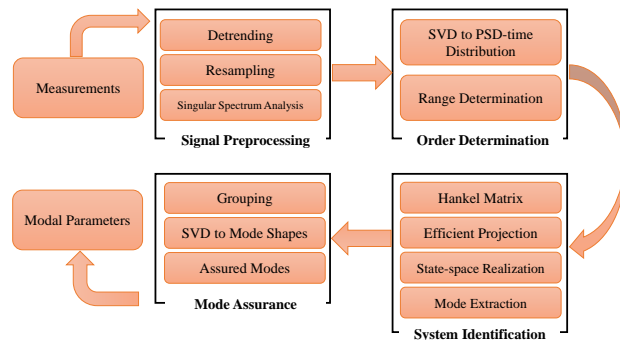 Measurements
Detrending
Resampling
Singular Spectrum Analysis
Signal Preprocessing
SVD to PSD-time
Distribution
Range Determination
Order Determination
Hankel Matrix
Efficient Projection
State-space Realization
Mode Extraction
System Identification
Grouping
SVD to Mode Shapes
Assured Modes
Mode Assurance
Modal Parameters